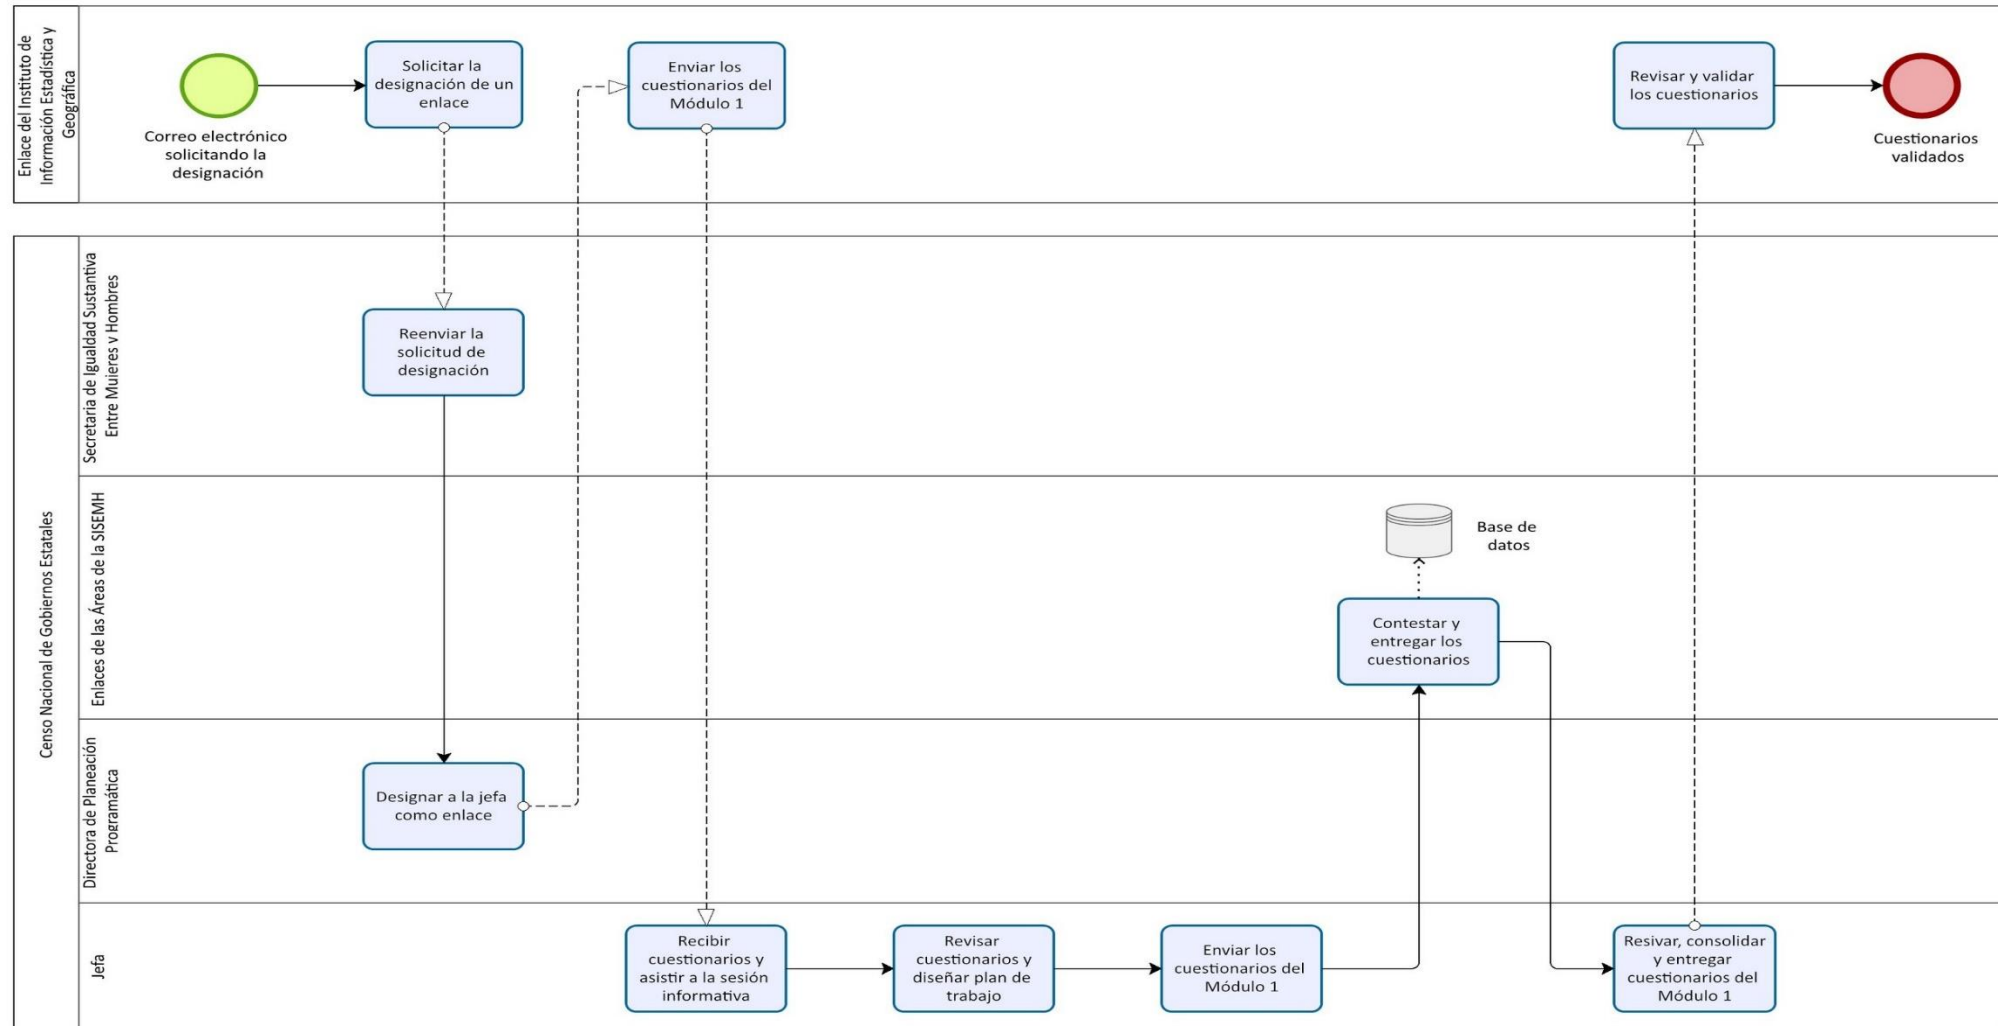 Enlace del Instituto de
Información Estadística y
Geográfica
Correo electrónico
solicitando la
designación
Solicitar la
designación de un
enlace
Enviar los
cuestionarios del
Módulo 1
Revisar y validar
los cuestionarios
Cuestionarios
validados
Censo Nacional de Gobiernos Estatales
Secretaria de Igualdad Sustantiva
Entre Mujeres y Hombres
Reenviar la
solicitud de
designación
Enlaces de las Áreas de la SISEMH
Base de
datos
Contestar y
entregar los
cuestionarios
Directora de Planeación
Programática
Designar a la jefa
como enlace
Jefa
Recibir
cuestionarios y
asistir a la sesión
informativa
Revisar
cuestionarios y
diseñar plan de
trabajo
Enviar los
cuestionarios del
Módulo 1
Resivar, consolidar
y entregar
cuestionarios del
Módulo 1